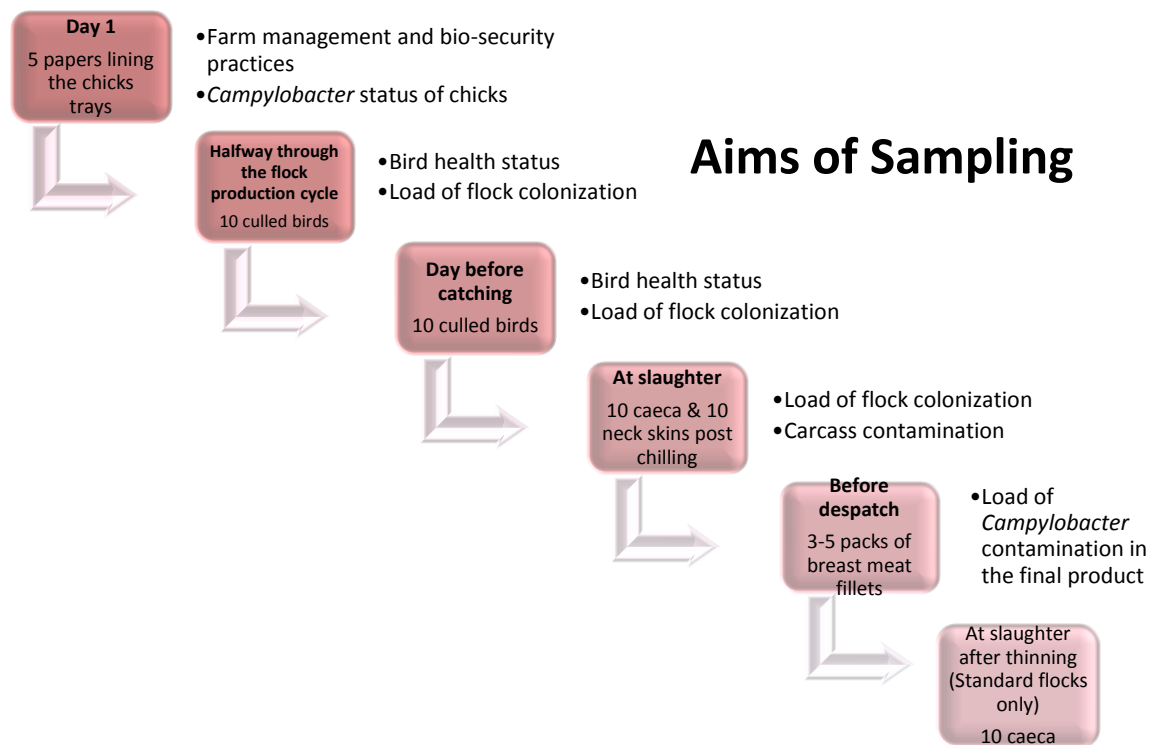 Day 1
5 papers lining
the chicks
trays
•Farm management and bio-security
practices
•Campylobacter status of chicks
Aims of Sampling
Halfway through
the flock
production cycle
10 culled birds
•Bird health status
•Load of flock colonization
Day before
catching
10 culled birds
•Bird health status
•Load of flock colonization
At slaughter
10 caeca & 10
neck skins post
chilling
•Load of flock colonization
•Carcass contamination
Before
despatch
3-5 packs of
breast meat
fillets
•Load of
Campylobacter
contamination in
the final product
At slaughter
after thinning
(Standard flocks
only)
10 caeca